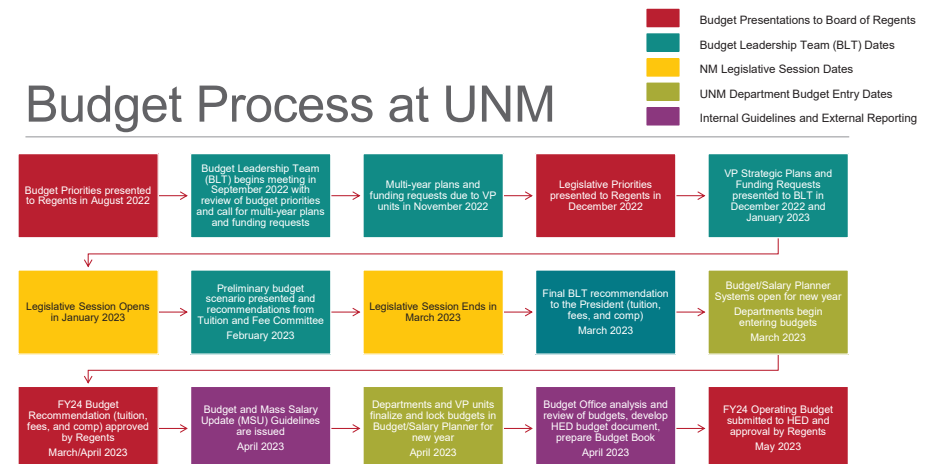 Budget Presentations to Board of Regents
Budget Leadership Team (BLT) Dates
NM Legislative Session Dates
UNM Department Budget Entry Dates
Internal Guidelines and External Reporting
Budget Process at UNM
Budget Priorities presented
to Regents in August 2022
Budget Leadership Team
(BLT) begins meeting in
September 2022 with
review of budget priorities
and call for multi-year plans
and funding requests
Multi-year plans and
funding requests due to VP
units in November 2022
Legislative Priorities
presented to Regents in
December 2022
VP Strategic Plans and
Funding Requests
presented to BLT in
December 2022 and
January 2023
Legislative Session Opens
in January 2023
Preliminary budget
scenario presented and
recommendations from
Tuition and Fee Committee
February 2023
Legislative Session Ends in
March 2023
Final BLT recommendation
to the President (tuition,
fees, and comp)
March 2023
Budget/Salary Planner
Systems open for new year
Departments begin
entering budgets
March 2023
FY24 Budget
Recommendation (tuition,
fees, and comp) approved
by Regents
March/April 2023
Budget and Mass Salary
Update (MSU) Guidelines
are issued
April 2023
Departments and VP units
finalize and lock budgets in
Budget/Salary Planner for
new year
April 2023
Budget Office analysis and
review of budgets, develop
HED budget document,
prepare Budget Book
April 2023
FY24 Operating Budget
submitted to HED and
approval by Regents
May 2023